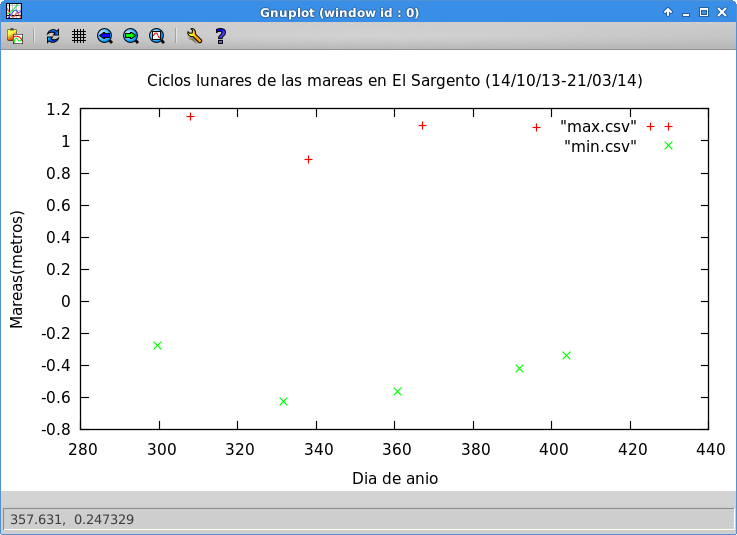 Gnuplot (window id : 0)
Ciclos lunares de las mareas en El Sargento (14/10/13-21/03/14)
"max.csv"
"min.csv"
1.2
1
0.8
0.6
0.4
0.2
0
-0.2
-0.4
-0.6
-0.8
Mareas(metros)
280 300 320 340 360 380 400 420 440
Dia de anio
357.631, 0.247329